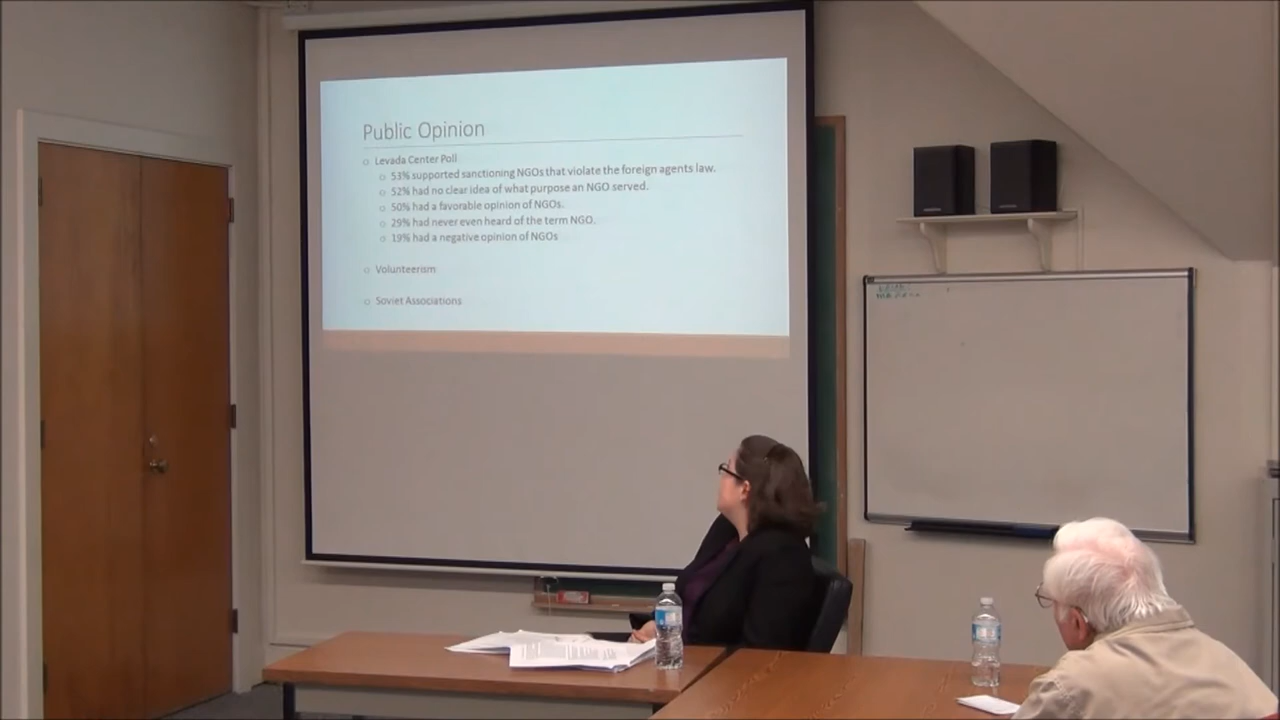 Public Opinion
○ Levada Center Poll
○ 53% supported sanctioning NGOs that violate the foreign agents law.
○ 52% had no clear idea of what purpose an NGO served.
○ 50% had a favorable opinion of NGOs.
○ 29% had never even heard of the term NGO.
○ 19% had a negative opinion of NGOs
○ Volunteerism
○ Soviet Associations